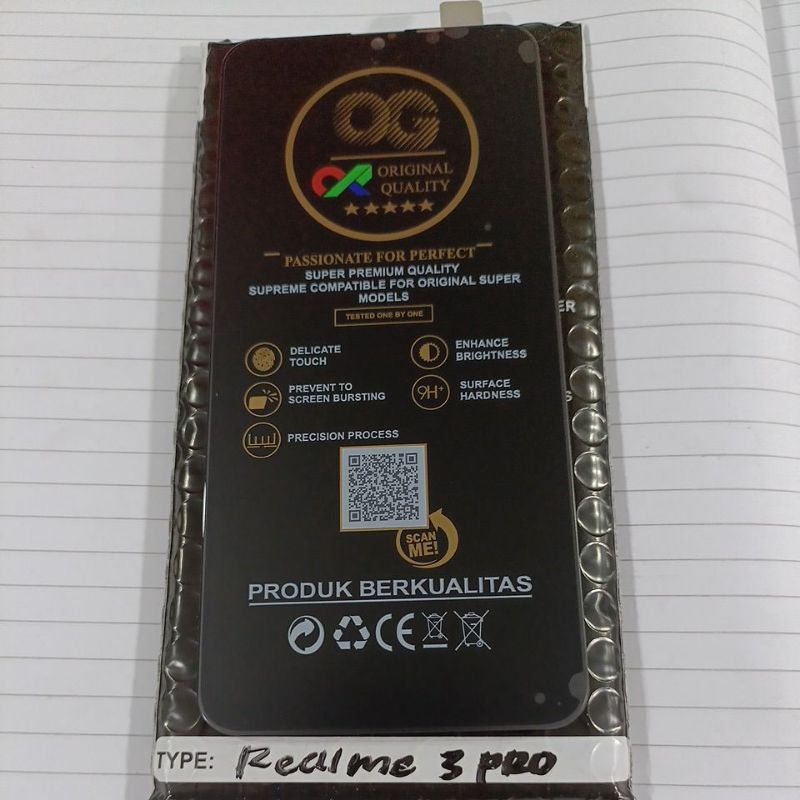 OG
ORIGINAL
QUALITY
PASSIONATE FOR PERFECT
SUPER PREMIUM QUALITY
SUPREME COMPATIBLE FOR ORIGINAL SUPER
MODELS
TESTED ONE BY ONE
DELICATE
TOUCH
ENHANCE
BRIGHTNESS
PREVENT TO
SCREEN BURSTING
9H+
SURFACE
HARDNESS
PRECISION PROCESS
SCAN
ME!
PRODUK BERKUALITAS
CE
TYPE: Realme 3 PRO